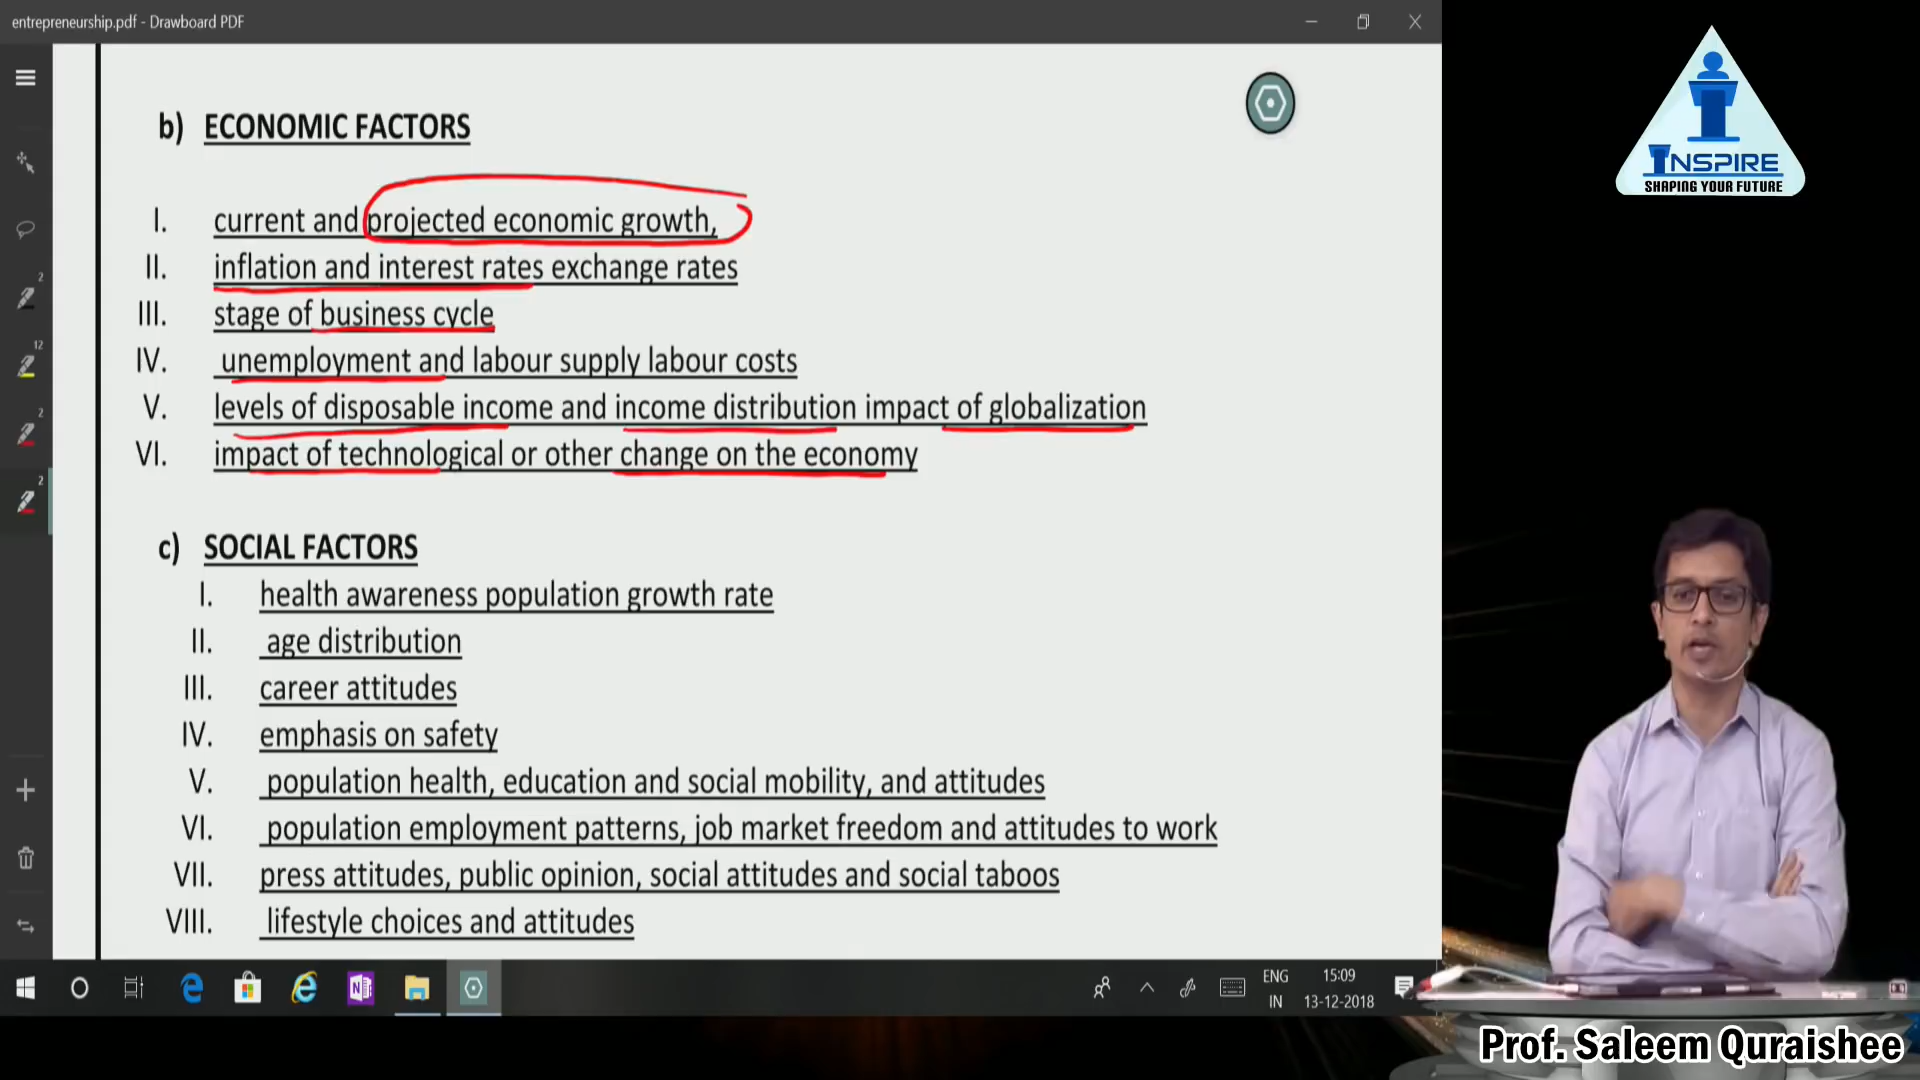 entrepreneurship.pdf - Drawboard PDF
b) ECONOMIC FACTORS
I. current and projected economic growth,
II. inflation and interest rates exchange rates
III. stage of business cycle
IV. unemployment and labour supply labour costs
V. levels of disposable income and income distribution impact of globalization
VI. impact of technological or other change on the economy
c) SOCIAL FACTORS
I. health awareness population growth rate
II. age distribution
III. career attitudes
IV. emphasis on safety
V. population health, education and social mobility, and attitudes
VI. population employment patterns, job market freedom and attitudes to work
VII. press attitudes, public opinion, social attitudes and social taboos
VIII. lifestyle choices and attitudes
2
12
2
2
ENG
IN
15:09
13-12-2018
INSPIRE
SHAPING YOUR FUTURE
Prof. Saleem Quraishee